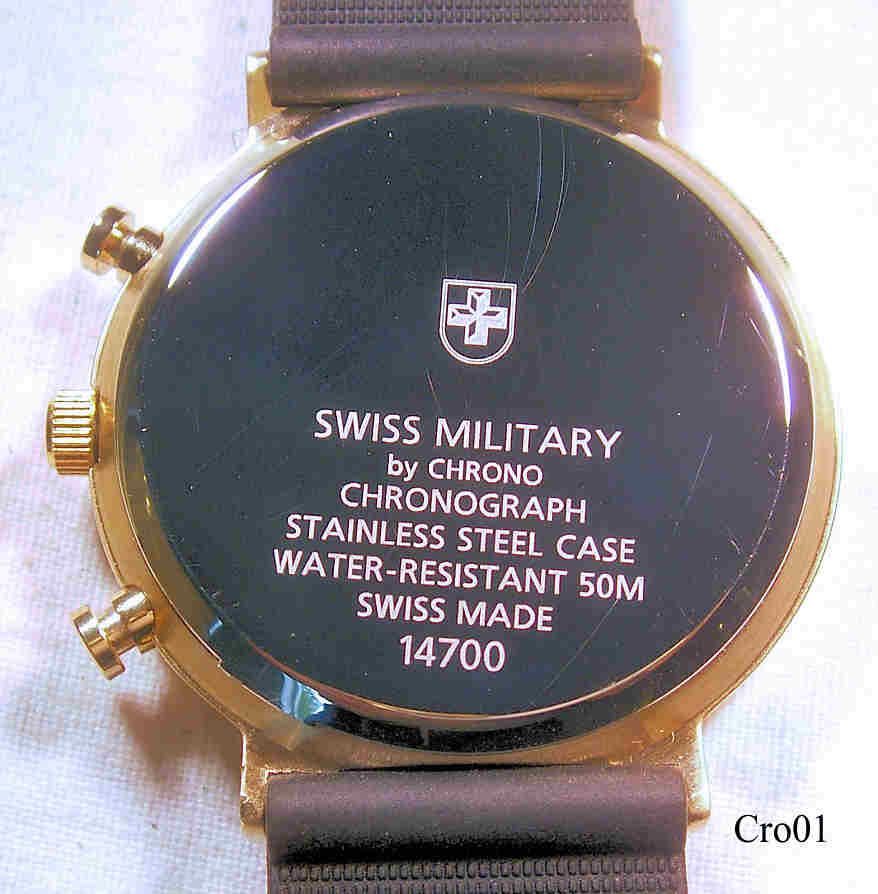 SWISS MILITARY
by CHRONO
CHRONOGRAPH
STAINLESS STEEL CASE
WATER-RESISTANT 50M
SWISS MADE
14700
Cro01